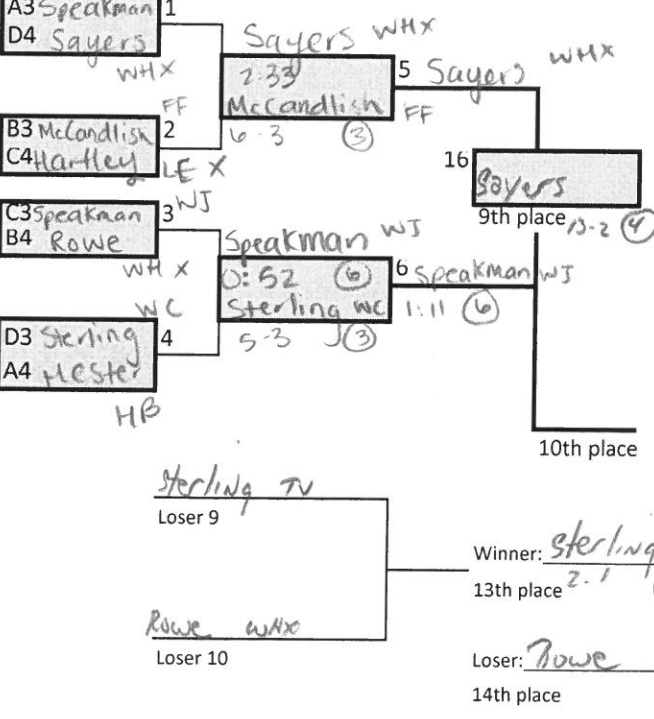 A3 Speakman 1
D4 Sayers
WHX
FF
B3 McCandlish 2
C4 Hartley
LE X
C3 Speakman 3 WJ
B4 Rowe
WH X
WC
D3 Sterling 4
A4 Hester
HB
Sayers WHX
2:33
McCandlish FF
6-3 3
Speakman WJ
0:52 6
Sterling WC
5-3 3
5 Sayers WHX
6 Speakman WJ
1:11 6
16
Sayers
9th place 13-2 4
10th place
Sterling TV
Loser 9
Rowe WHX
Loser 10
Winner: Sterling
13th place 2-1
Loser: Rowe
14th place